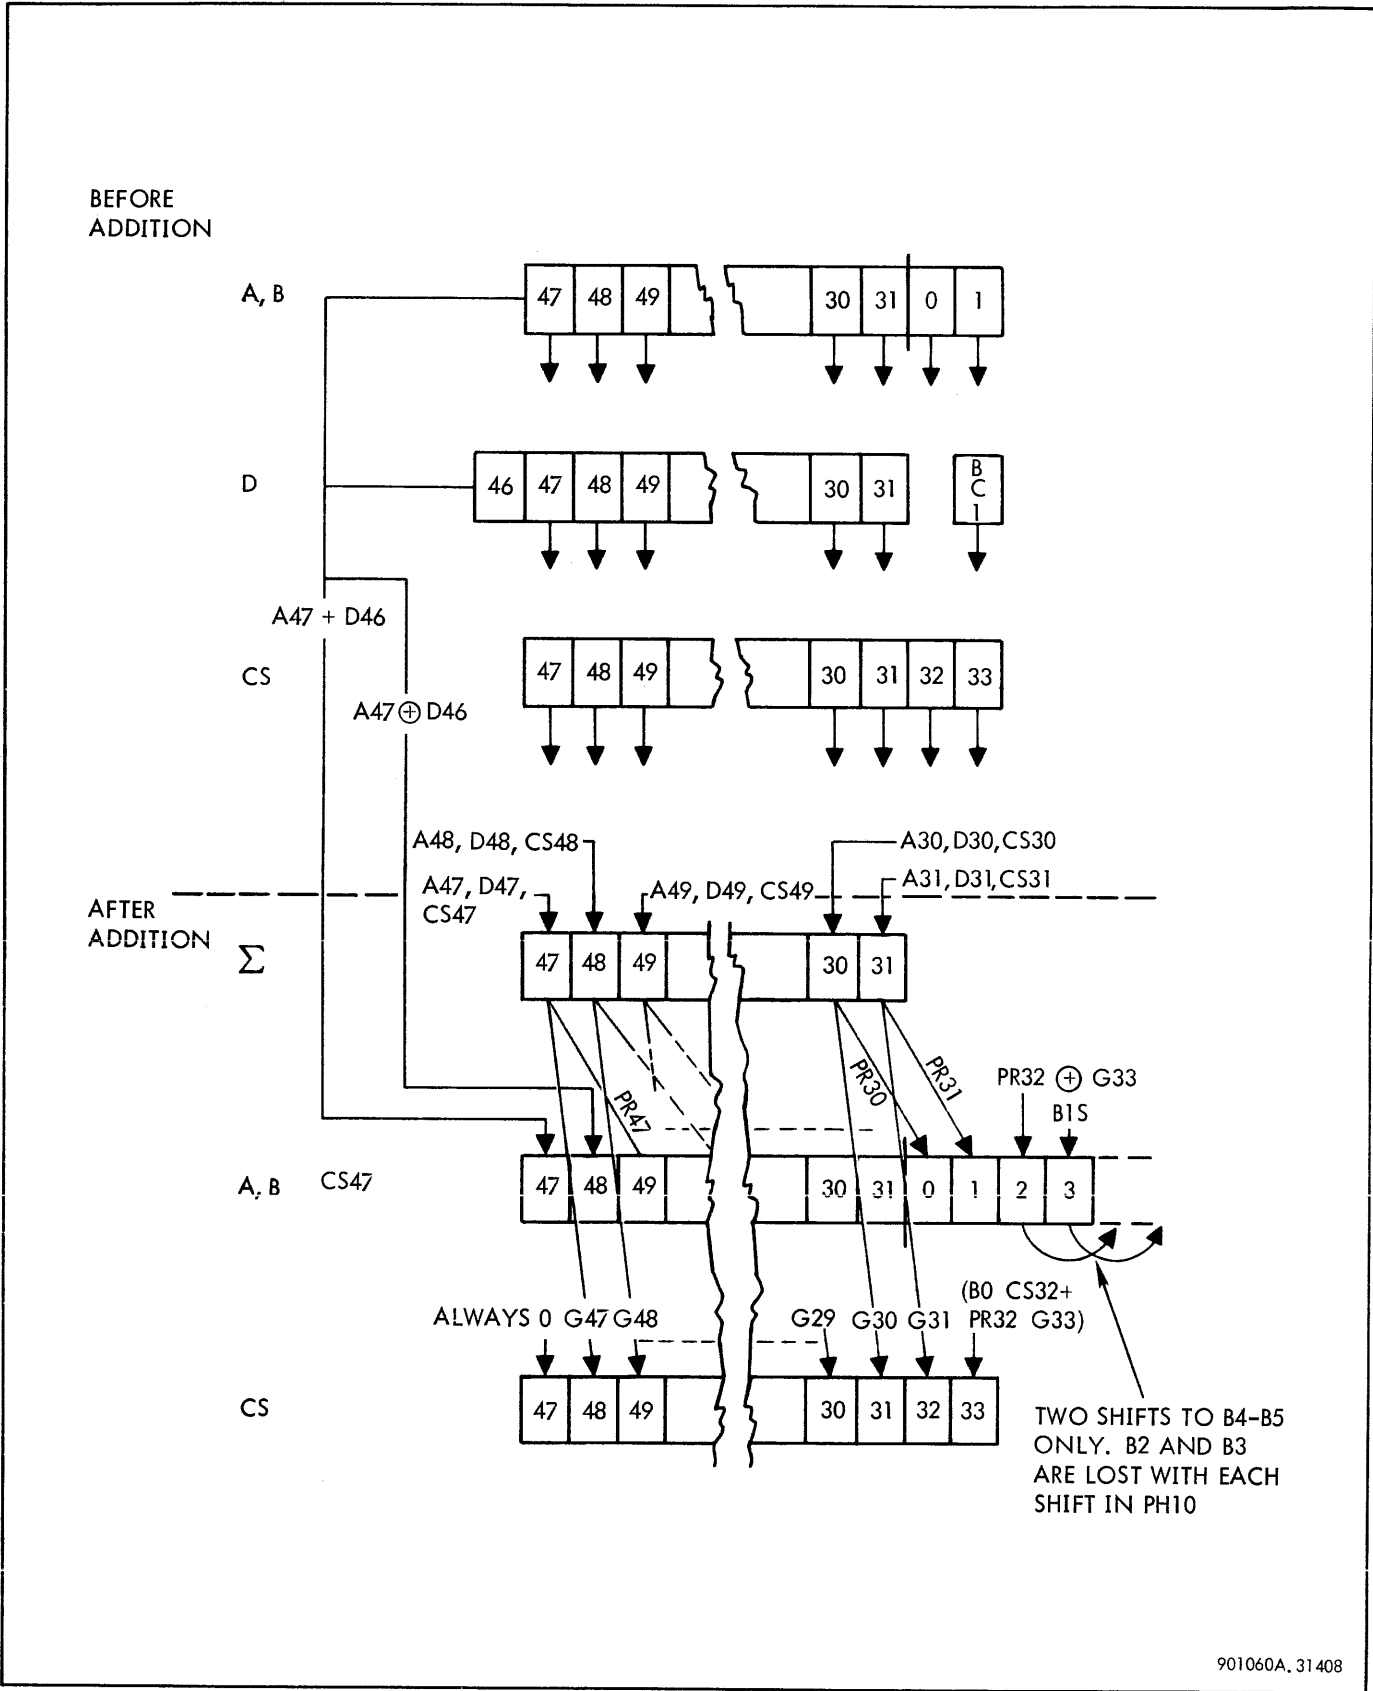 BEFORE
ADDITION
A, B
47 48 49 30 31 0 1
D
46 47 48 49 30 31
B
C
1
A47 + D46
CS
47 48 49 30 31 32 33
A47 ⊕ D46
A48, D48, CS48
A30, D30, CS30
A47, D47,
CS47
A49, D49, CS49
A31, D31, CS31
AFTER
ADDITION
Σ
47 48 49 30 31
PR47
PR30
PR31
PR32 ⊕ G33
B1S
A, B
CS47
47 48 49 30 31 0 1 2 3
(B0 CS32+
PR32 G33)
ALWAYS 0 G47 G48 G29 G30 G31
CS
47 48 49 30 31 32 33
TWO SHIFTS TO B4-B5
ONLY. B2 AND B3
ARE LOST WITH EACH
SHIFT IN PH10
901060A. 31408